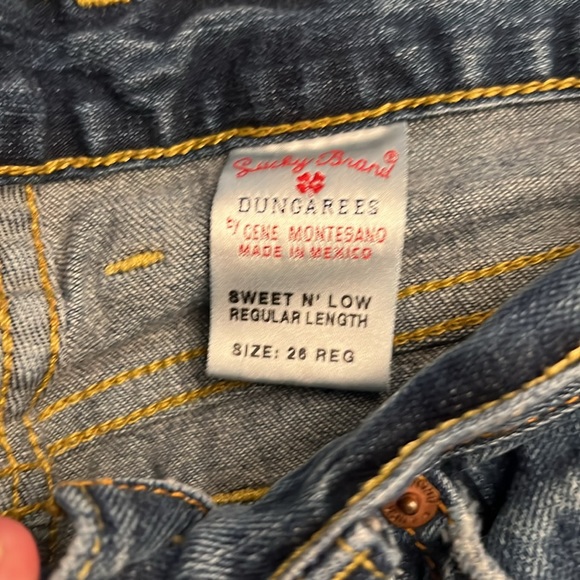 Lucky Brand®
DUNGAREES
BY GENE MONTESANO
MADE IN MEXICO
SWEET N' LOW
REGULAR LENGTH
SIZE: 26 REG